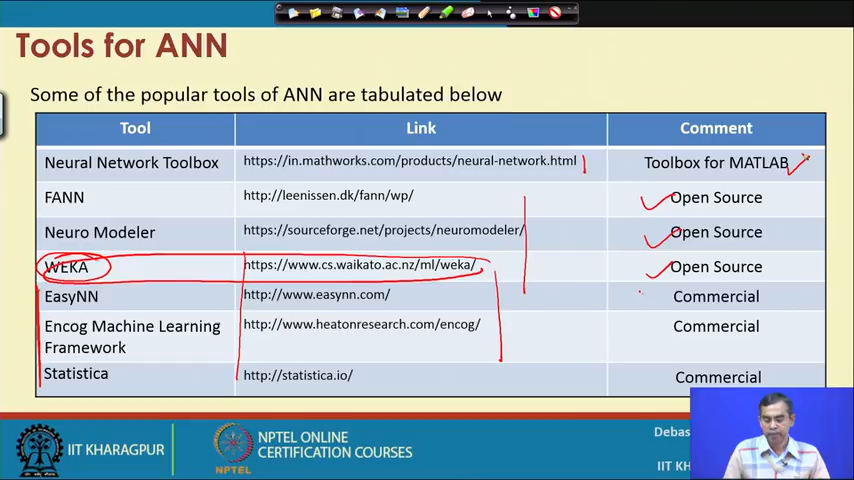 Tools for ANN
Some of the popular tools of ANN are tabulated below
Tool Link Comment
Neural Network Toolbox https://in.mathworks.com/products/neural-network.html Toolbox for MATLAB
FANN http://leenissen.dk/fann/wp/ Open Source
Neuro Modeler https://sourceforge.net/projects/neuromodeler/ Open Source
WEKA https://www.cs.waikato.ac.nz/ml/weka/ Open Source
EasyNN http://www.easynn.com/ Commercial
Encog Machine Learning http://www.heatonresearch.com/encog/ Commercial
Framework
Statistica http://statistica.io/ Commercial
IIT KHARAGPUR
NPTEL
NPTEL ONLINE
CERTIFICATION COURSES
Debas
IIT KHA